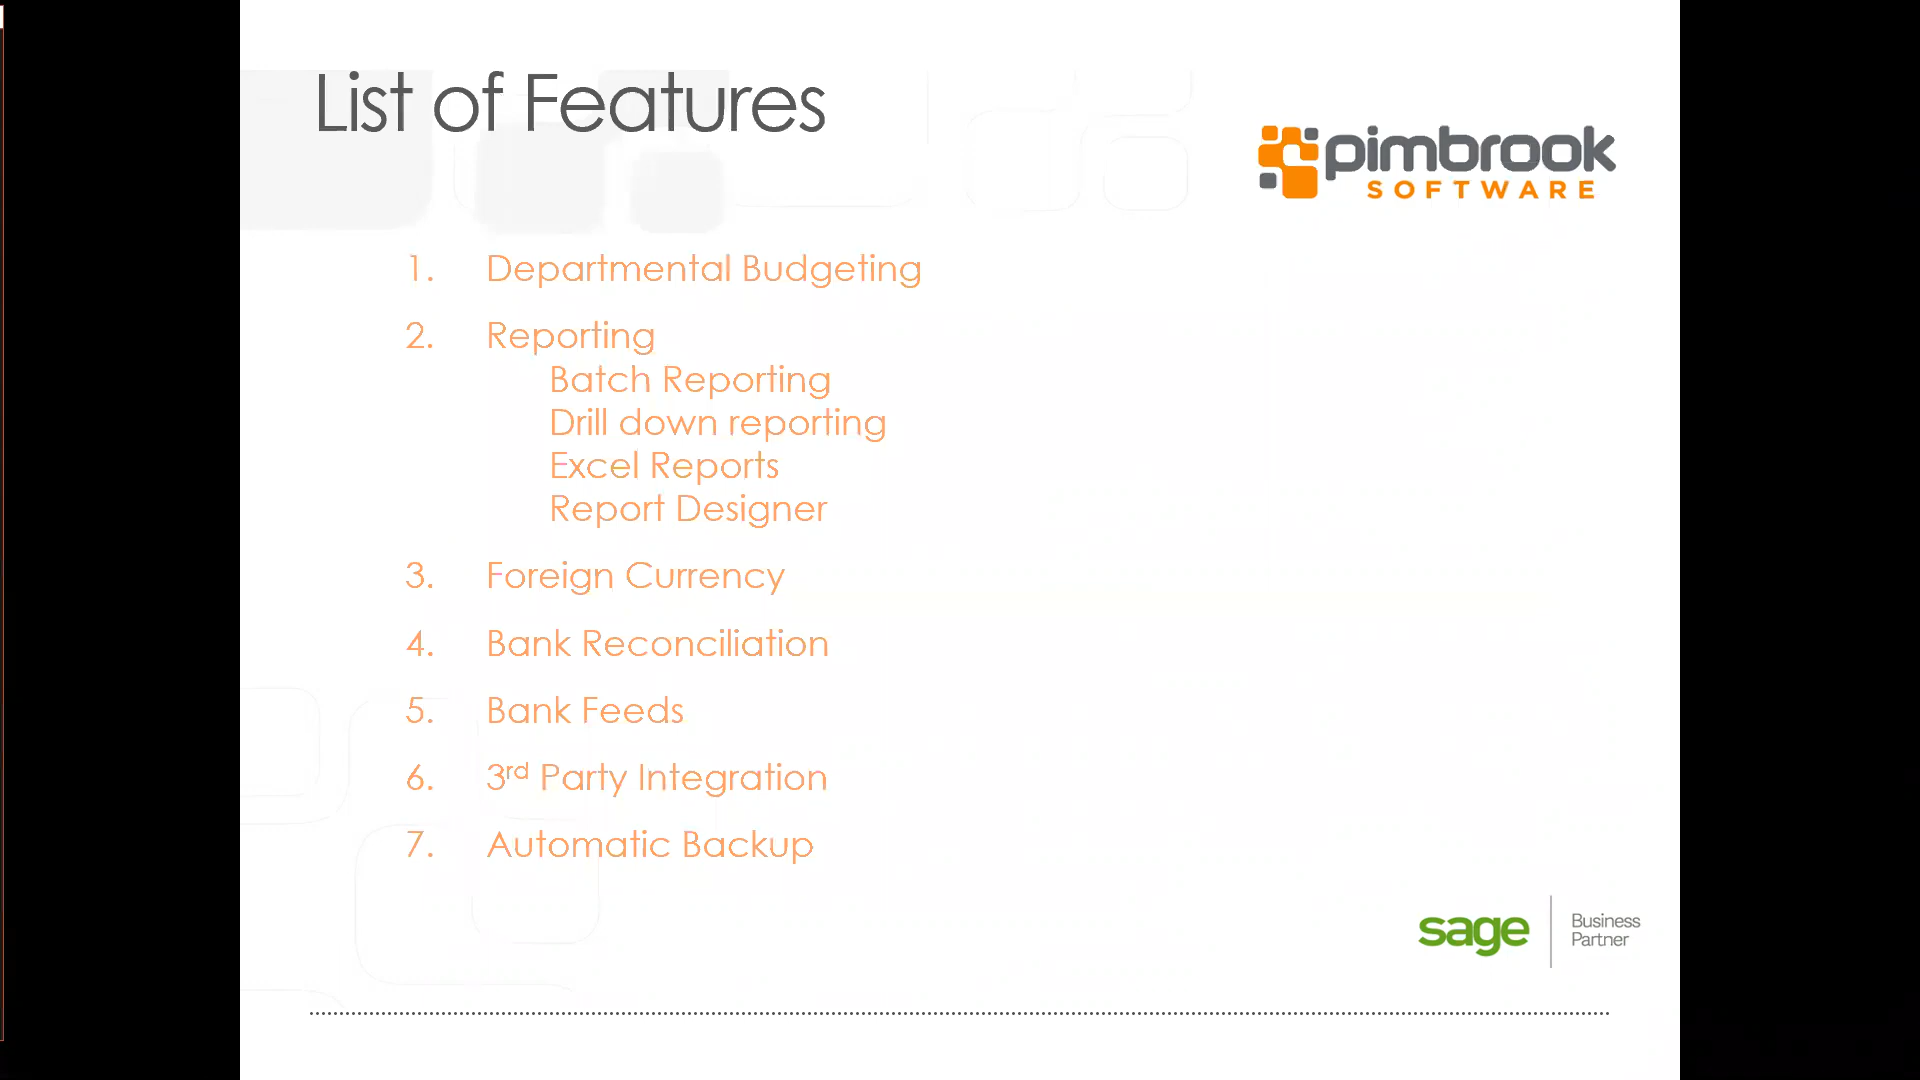 List of Features
pimbrook
SOFTWARE
1. Departmental Budgeting
2. Reporting
Batch Reporting
Drill down reporting
Excel Reports
Report Designer
3. Foreign Currency
4. Bank Reconciliation
5. Bank Feeds
6. 3rd Party Integration
7. Automatic Backup
sage
Business
Partner